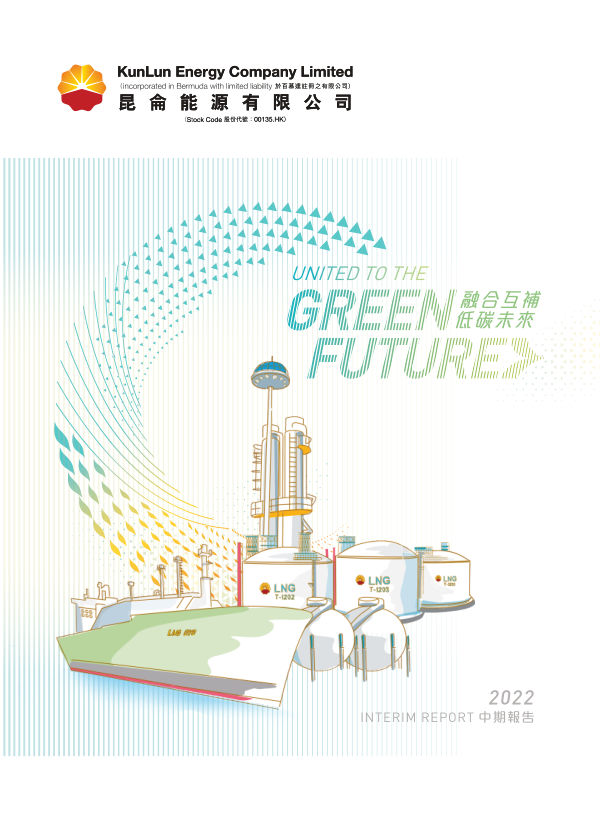 KunLun Energy Company Limited
(incorporated in Bermuda with limited liability 於百慕達註冊之有限公司)
昆侖能源有限公司
(Stock Code 股份代號：00135.HK)
UNITED TO THE
GREEN 融合互補
FUTURE 低碳未來
LNG
T-1202
LNG
T-1203
LNG
2022
INTERIM REPORT 中期報告